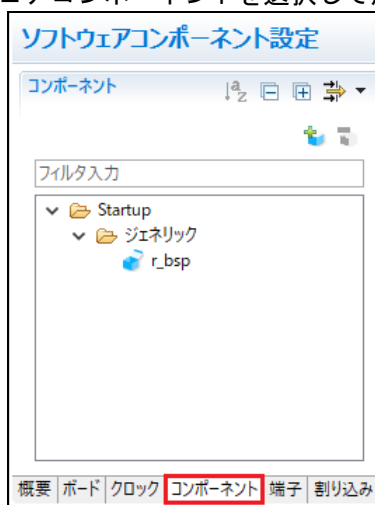 ソフトウェアコンポーネント設定
コンポーネント
フィルタ入力
Startup
ジェネリック
r_bsp
概要 ボード クロック コンポーネント 端子 割り込み